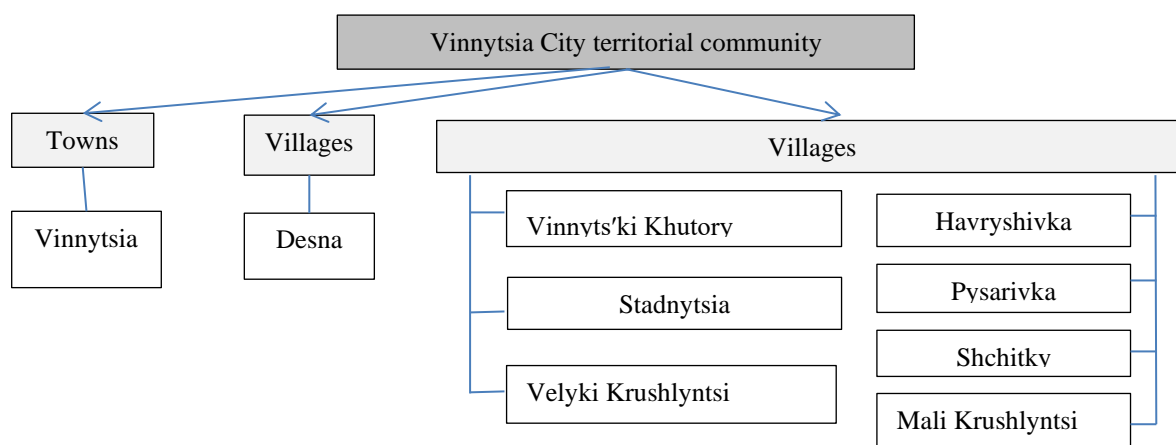 Vinnytsia City territorial community
Towns
Villages
Villages
Vinnytsia
Desna
Vinnyts′ki Khutory
Stadnytsia
Velyki Krushlyntsi
Havryshivka
Pysarivka
Shchitky
Mali Krushlyntsi